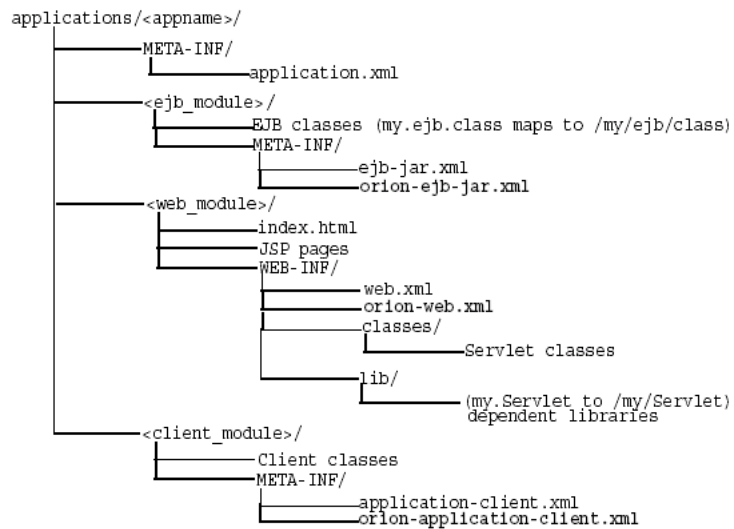 applications/<appname>/
META-INF/
application.xml
<ejb_module>/
EJB classes (my.ejb.class maps to /my/ejb/class)
META-INF/
ejb-jar.xml
orion-ejb-jar.xml
<web_module>/
index.html
JSP pages
WEB-INF/
web.xml
orion-web.xml
classes/
Servlet classes
lib/
(my.Servlet to /my/Servlet)
dependent libraries
<client_module>/
Client classes
META-INF/
application-client.xml
orion-application-client.xml